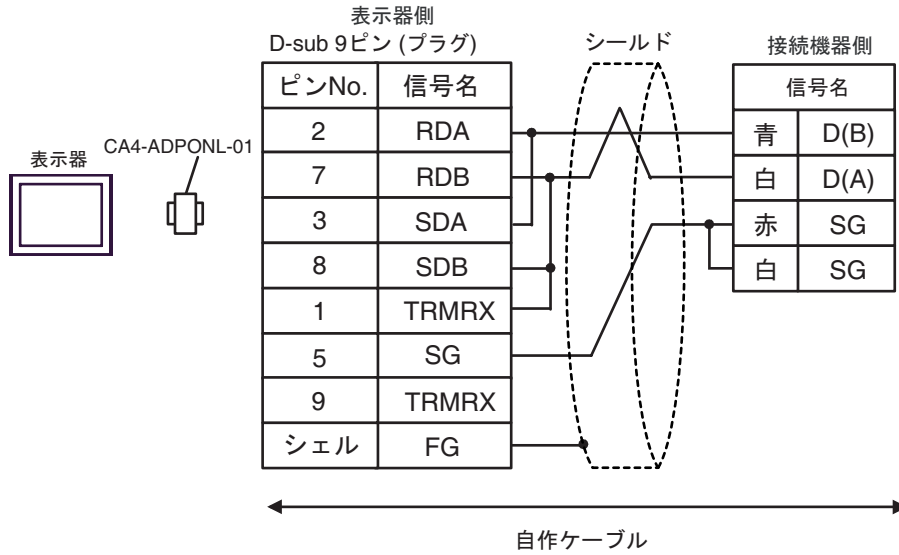 表示器側
D-sub 9ピン (プラグ)
シールド
接続機器側
ピンNo. 信号名
信号名
2 RDA
青 D(B)
7 RDB
白 D(A)
3 SDA
赤 SG
8 SDB
白 SG
1 TRMRX
5 SG
9 TRMRX
シェル FG
表示器
CA4-ADPONL-01
自作ケーブル